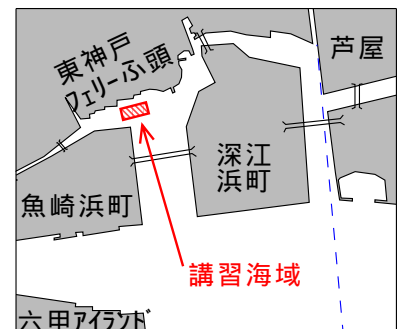 東神戸
フェリーふ頭
芦屋
深江
浜町
魚崎浜町
講習海域
六甲アイランド